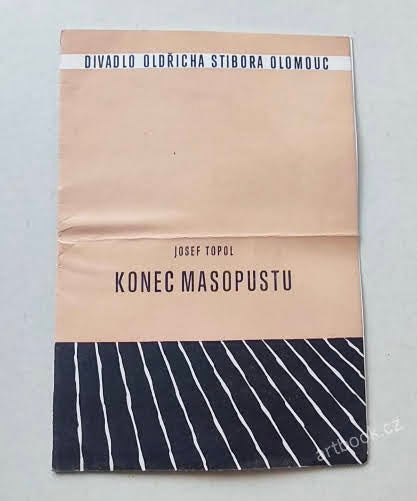 DIVADLO OLDŘICHA STIBORA OLOMOUC
JOSEF TOPOL
KONEC MASOPUSTU
artbook.cz